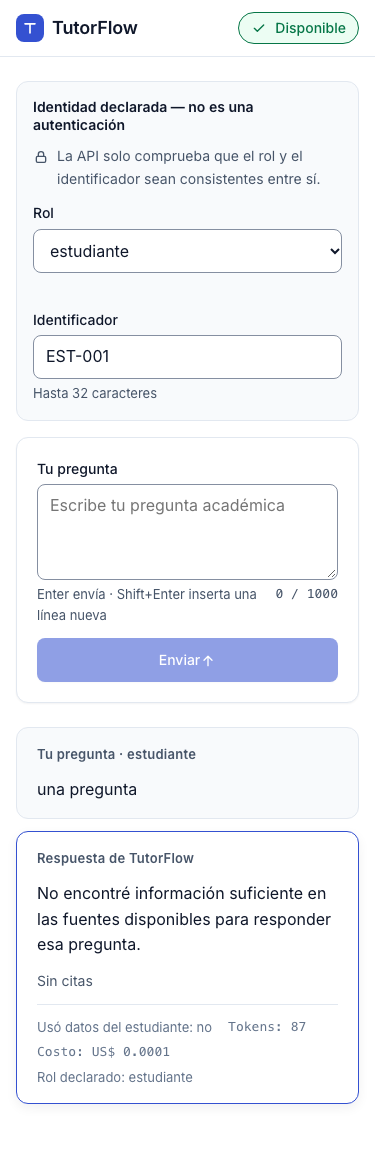 TutorFlow
Disponible
Identidad declarada — no es una
autenticación
La API solo comprueba que el rol y el
identificador sean consistentes entre sí.
Rol
estudiante
Identificador
EST-001
Hasta 32 caracteres
Tu pregunta
Escribe tu pregunta académica
Enter envía · Shift+Enter inserta una
línea nueva
0 / 1000
Enviar↑
Tu pregunta · estudiante
una pregunta
Respuesta de TutorFlow
No encontré información suficiente en
las fuentes disponibles para responder
esa pregunta.
Sin citas
Usó datos del estudiante: no Tokens: 87
Costo: US$ 0.0001
Rol declarado: estudiante